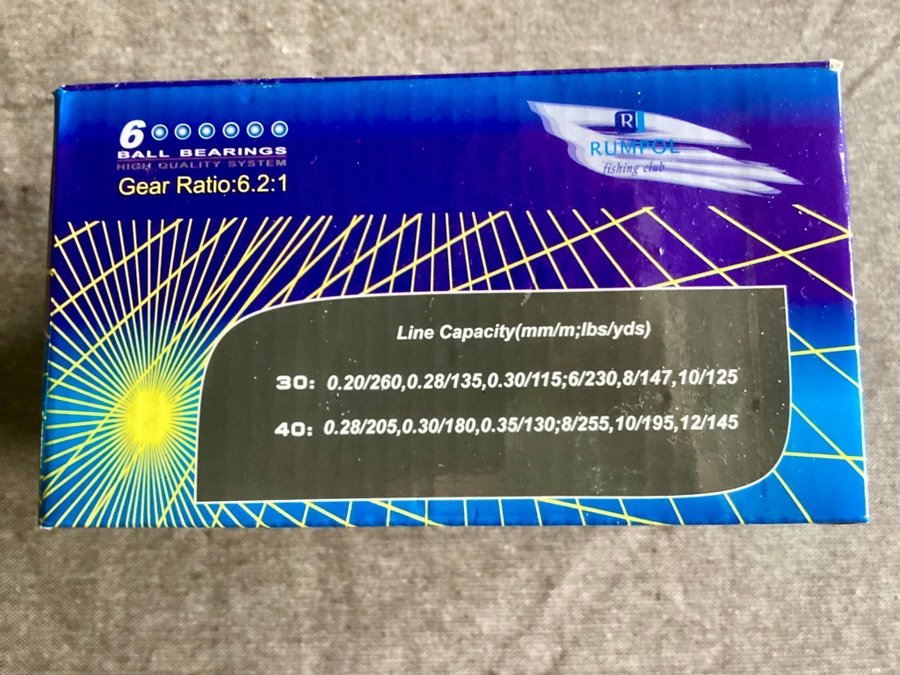 6
BALL BEARINGS
HIGH QUALITY SYSTEM
Gear Ratio:6.2:1
R
RUMPOL
fishing club
Line Capacity(mm/m;lbs/yds)
30: 0.20/260,0.28/135,0.30/115;6/230,8/147,10/125
40: 0.28/205,0.30/180,0.35/130;8/255,10/195,12/145